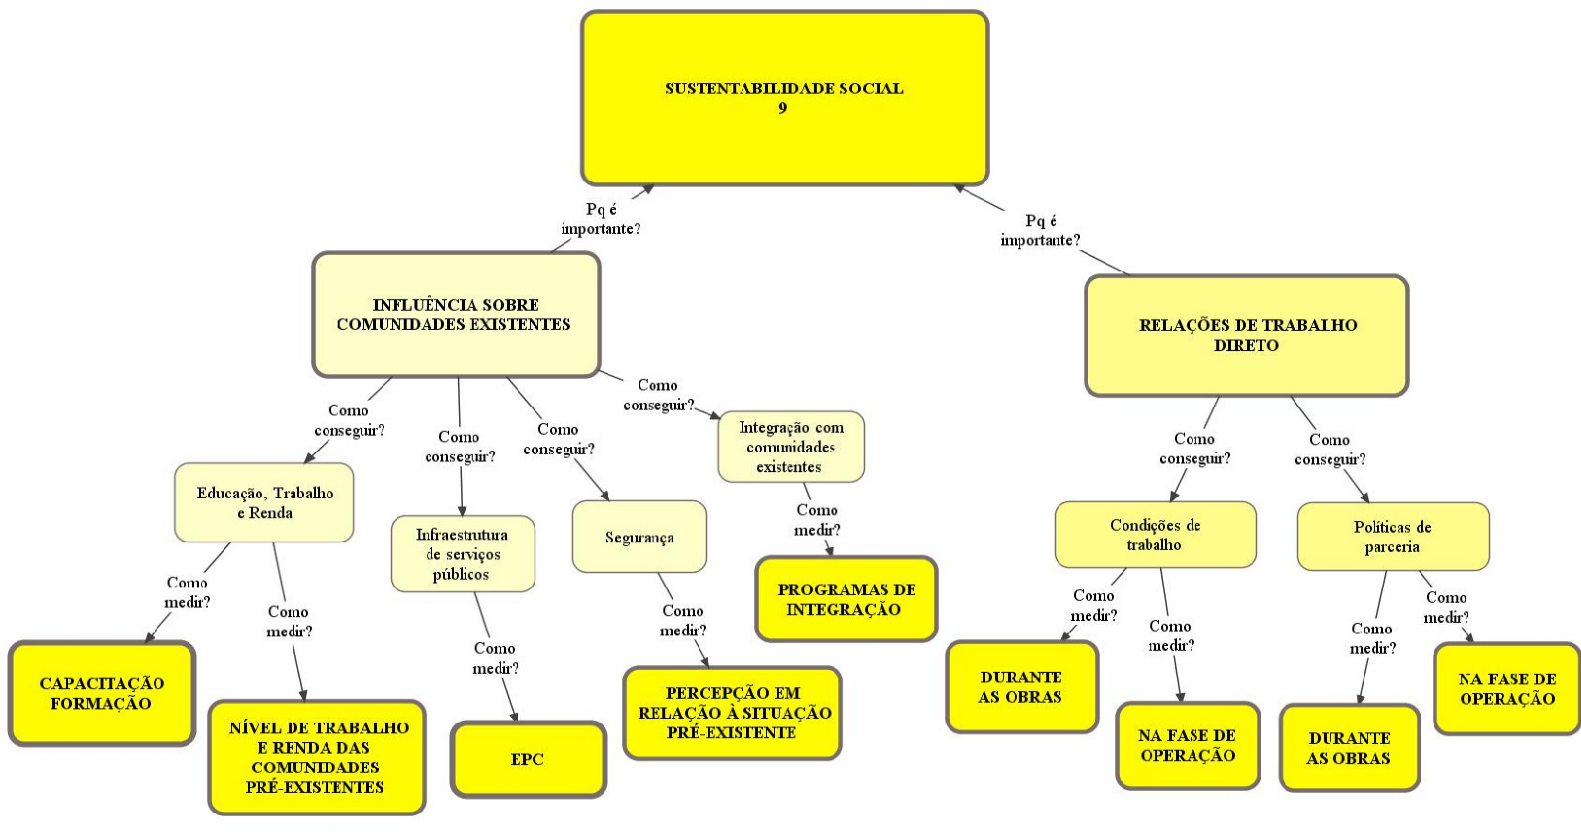 SUSTENTABILIDADE SOCIAL
9
Pq é
importante?
Pq é
importante?
INFLUÊNCIA SOBRE
COMUNIDADES EXISTENTES
RELAÇÕES DE TRABALHO
DIRETO
Como
conseguir?
Como
conseguir?
Como
conseguir?
Como
conseguir?
Como
conseguir?
Como
conseguir?
Educação, Trabalho
e Renda
Infraestrutura
de serviços
públicos
Segurança
Integração com
comunidades
existentes
Condições de
trabalho
Políticas de
parceria
Como
medir?
Como
medir?
Como
medir?
Como
medir?
Como
medir?
Como
medir?
Como
medir?
Como
medir?
Como
medir?
CAPACITAÇÃO
FORMAÇÃO
NÍVEL DE TRABALHO
E RENDA DAS
COMUNIDADES
PRÉ-EXISTENTES
EPC
PERCEPÇÃO EM
RELAÇÃO À SITUAÇÃO
PRÉ-EXISTENTE
PROGRAMAS DE
INTEGRAÇÃO
DURANTE
AS OBRAS
NA FASE DE
OPERAÇÃO
DURANTE
AS OBRAS
NA FASE DE
OPERAÇÃO